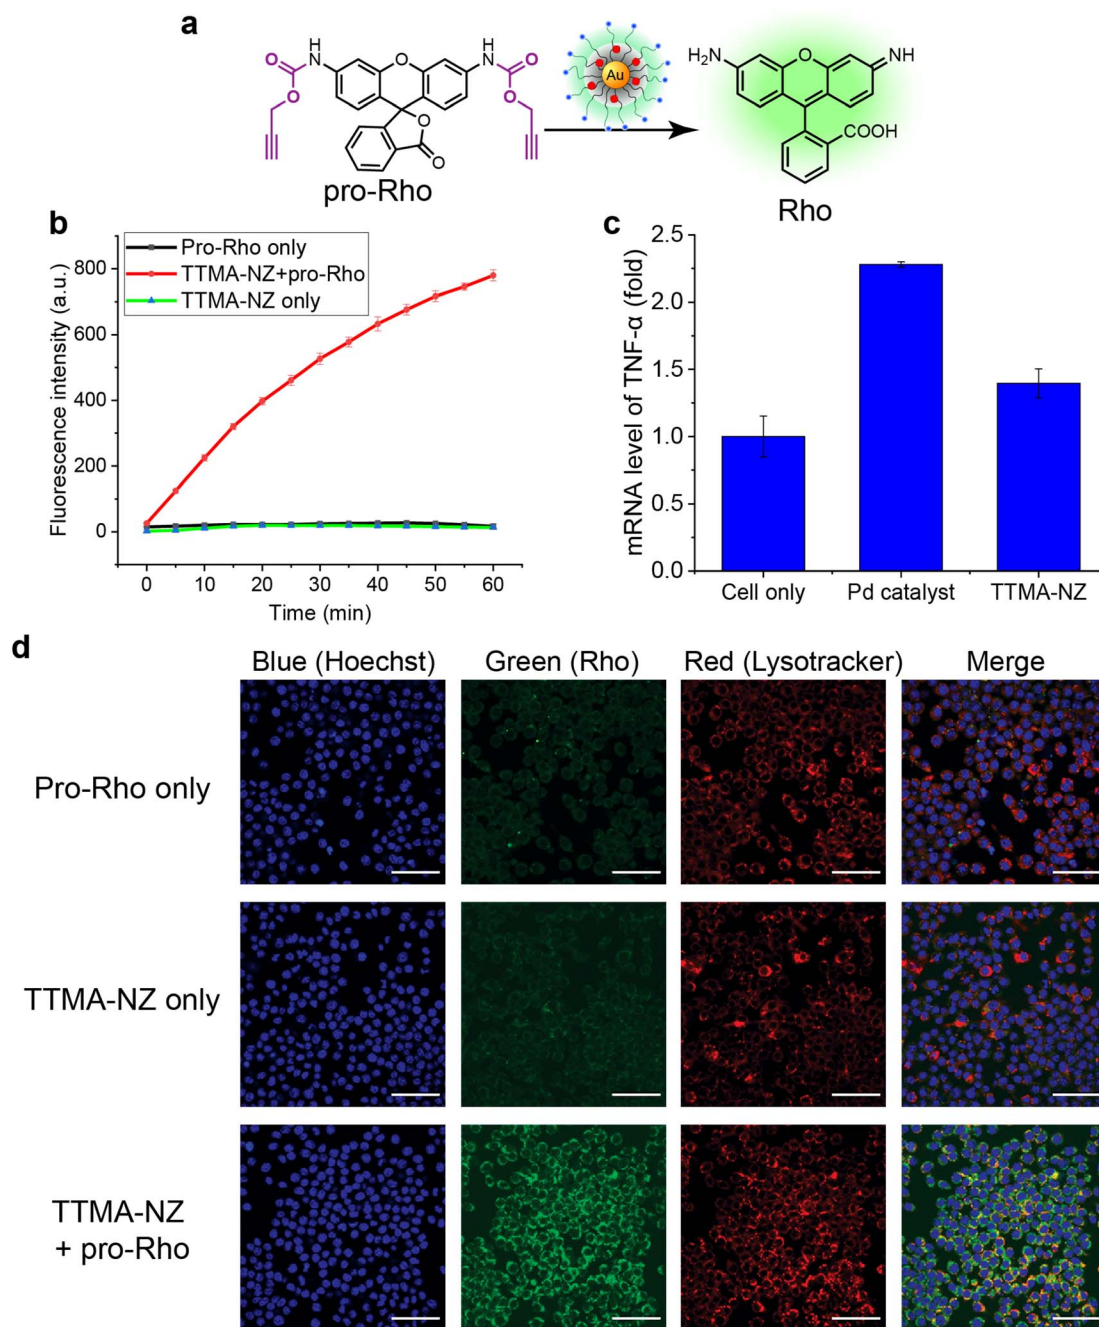 a
H
N
O
O
O
O
O
H
N
O
O
O
Au
H₂N
O
NH
COOH
pro-Rho
Rho
b
Pro-Rho only
TTMA-NZ+pro-Rho
TTMA-NZ only
Fluorescence intensity (a.u.)
800
600
400
200
0
0 10 20 30 40 50 60
Time (min)
c
mRNA level of TNF-α (fold)
2.5
2.0
1.5
1.0
0.5
0.0
Cell only Pd catalyst TTMA-NZ
d
Blue (Hoechst) Green (Rho) Red (Lysotracker) Merge
Pro-Rho only
TTMA-NZ only
TTMA-NZ
+ pro-Rho